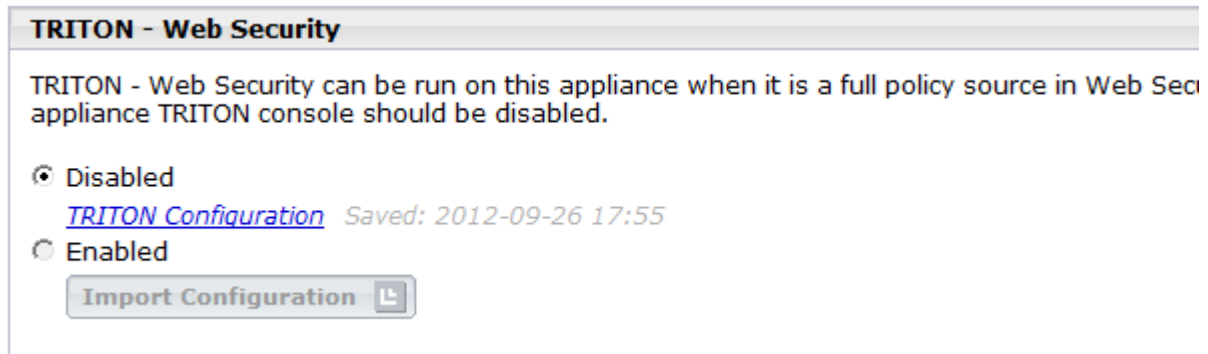 TRITON - Web Security
TRITON - Web Security can be run on this appliance when it is a full policy source in Web
appliance TRITON console should be disabled.
Disabled
TRITON Configuration Saved: 2012-09-26 17:55
Enabled
Import Configuration